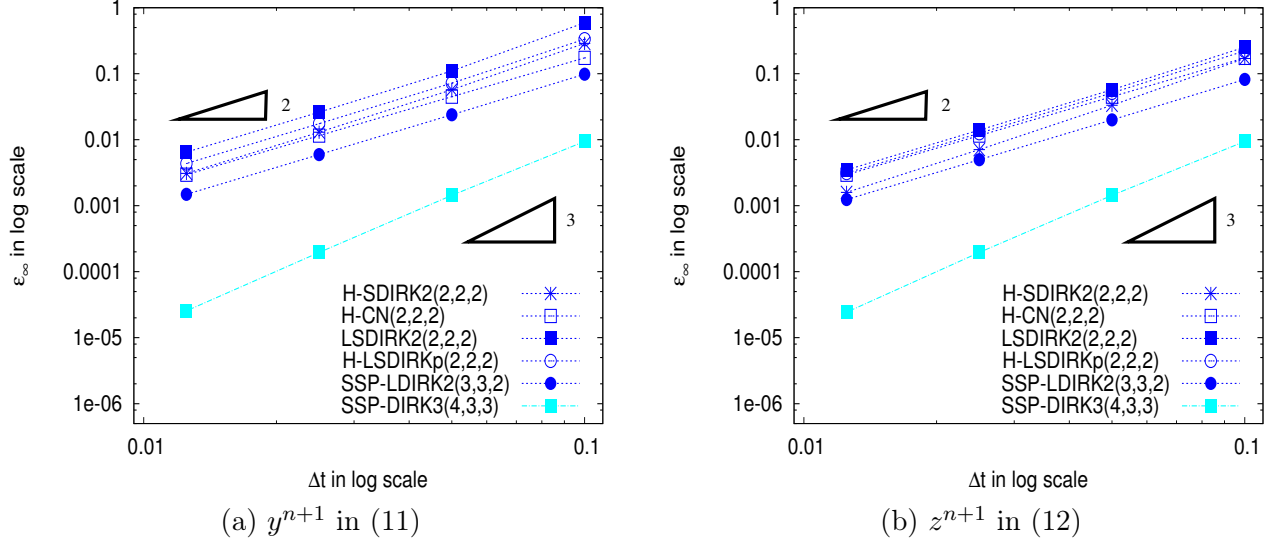 1
0.1
0.01
0.001
0.0001
1e-05
1e-06
ε∞ in log scale
2
3
H-SDIRK2(2,2,2)
H-CN(2,2,2)
LSDIRK2(2,2,2)
H-LSDIRKp(2,2,2)
SSP-LDIRK2(3,3,2)
SSP-DIRK3(4,3,3)
0.01
0.1
Δt in log scale
(a) yⁿ⁺¹ in (11)
1
0.1
0.01
0.001
0.0001
1e-05
1e-06
ε∞ in log scale
2
3
H-SDIRK2(2,2,2)
H-CN(2,2,2)
LSDIRK2(2,2,2)
H-LSDIRKp(2,2,2)
SSP-LDIRK2(3,3,2)
SSP-DIRK3(4,3,3)
0.01
0.1
Δt in log scale
(b) zⁿ⁺¹ in (12)